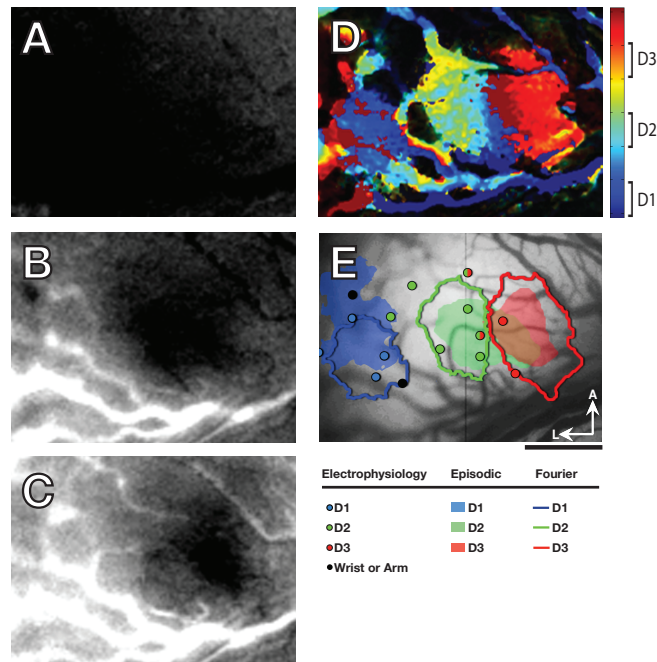 A
D
D3
D2
D1
B
E
A
L
C
Electrophysiology Episodic Fourier
D1 D1 D1
D2 D2 D2
D3 D3 D3
Wrist or Arm